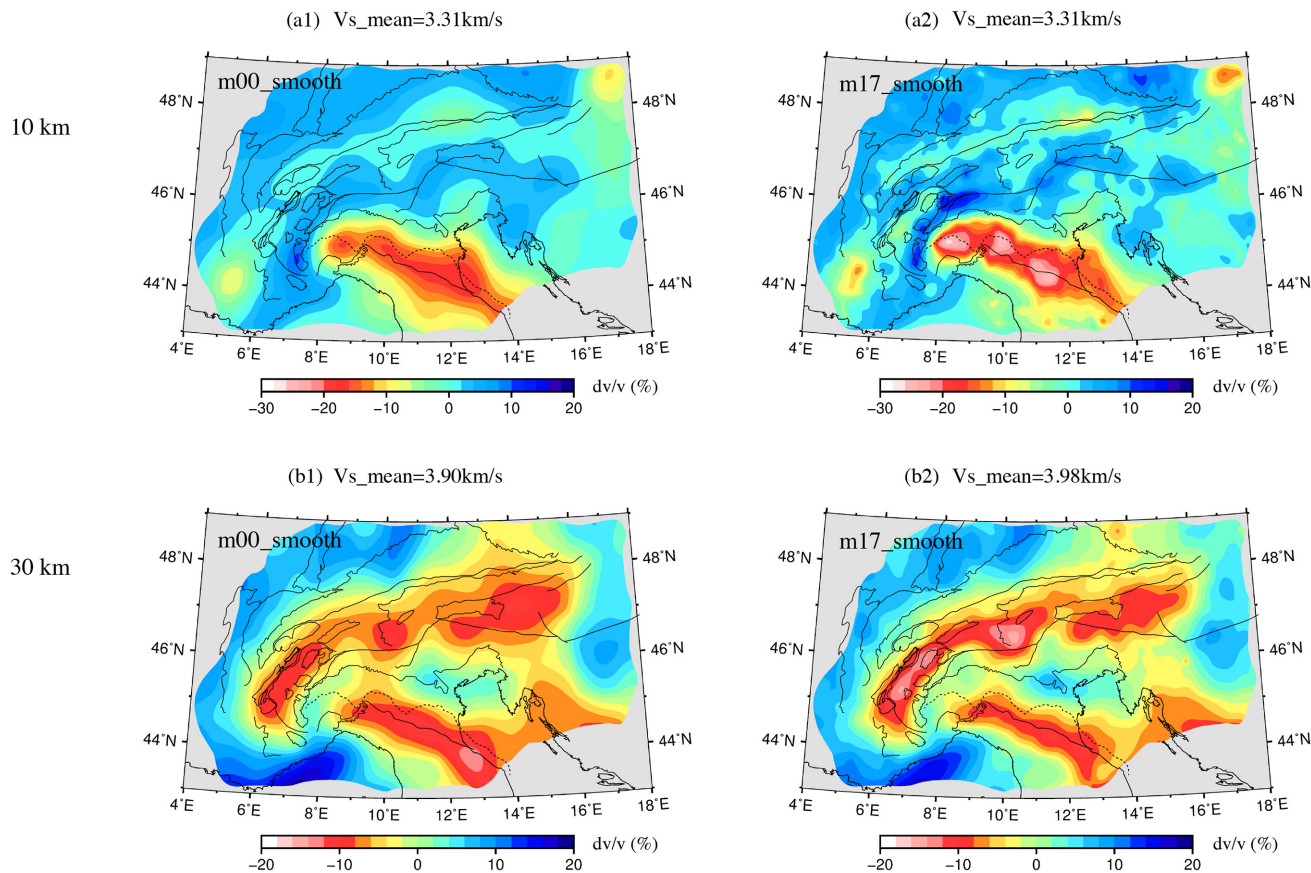 (a1) Vs_mean=3.31km/s
(a2) Vs_mean=3.31km/s
10 km
m00_smooth
48°N
46°N
44°N
48°N
46°N
44°N
4°E 6°E 8°E 10°E 12°E 14°E 16°E 18°E
−30 −20 −10 0 10 20 dv/v (%)
m17_smooth
48°N
46°N
44°N
48°N
46°N
44°N
4°E 6°E 8°E 10°E 12°E 14°E 16°E 18°E
−30 −20 −10 0 10 20 dv/v (%)
(b1) Vs_mean=3.90km/s
(b2) Vs_mean=3.98km/s
30 km
m00_smooth
48°N
46°N
44°N
48°N
46°N
44°N
4°E 6°E 8°E 10°E 12°E 14°E 16°E 18°E
−20 −10 0 10 20 dv/v (%)
m17_smooth
48°N
46°N
44°N
48°N
46°N
44°N
4°E 6°E 8°E 10°E 12°E 14°E 16°E 18°E
−20 −10 0 10 20 dv/v (%)